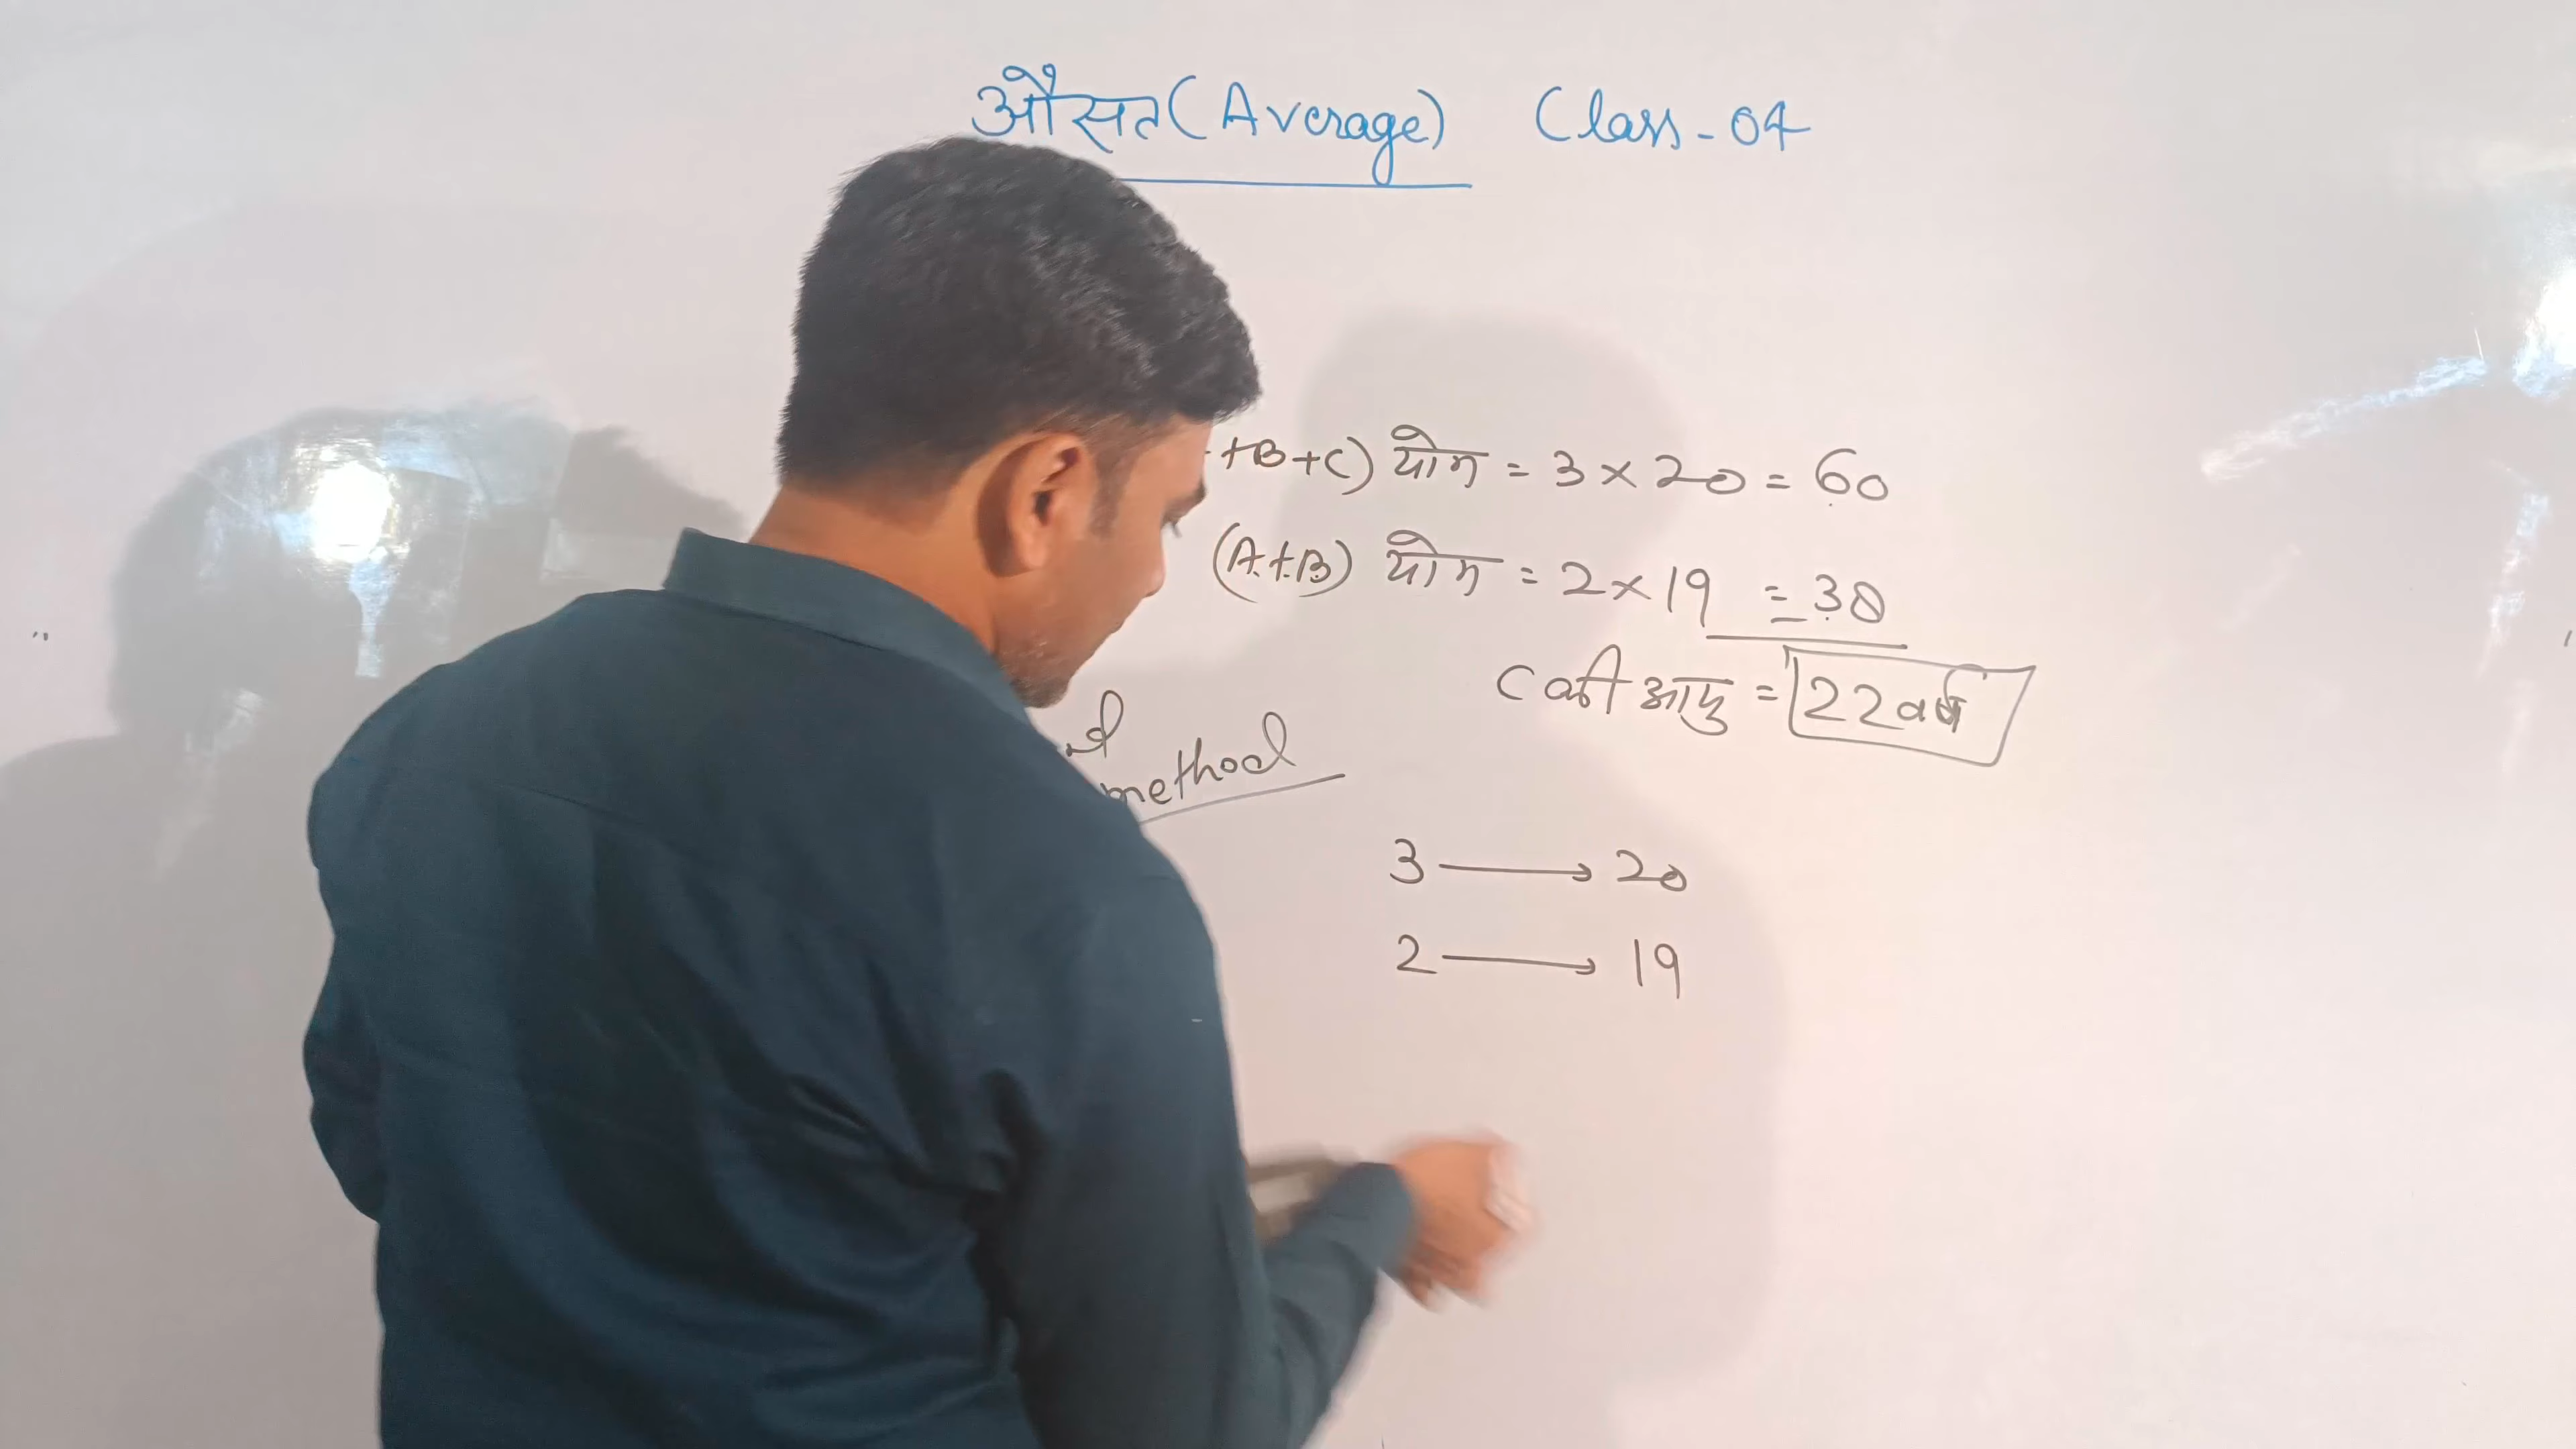 औसत (Average) Class-04
+B+C) योग = 3 × 20 = 60
(A+B) योग = 2 × 19 = 38
C की आयु = 22 वर्ष
method
3 → 20
2 → 19